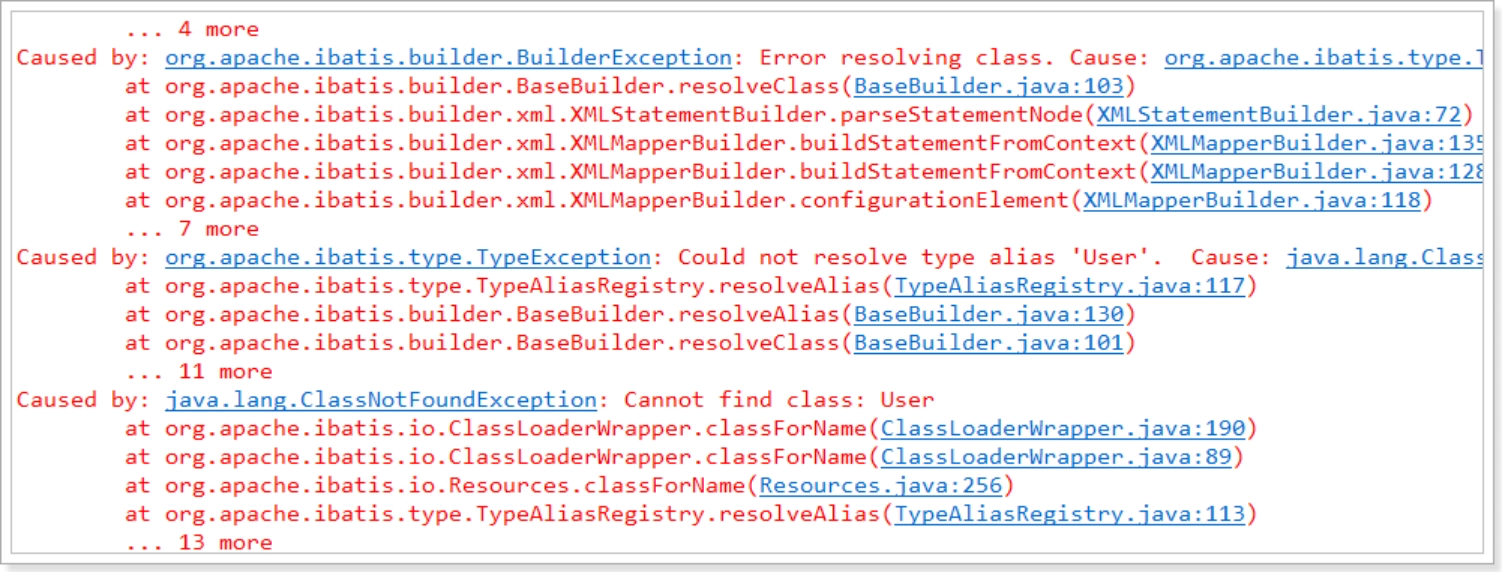 ... 4 more
Caused by: org.apache.ibatis.builder.BuilderException: Error resolving class. Cause: org.apache.ibatis.type.T
at org.apache.ibatis.builder.BaseBuilder.resolveClass(BaseBuilder.java:103)
at org.apache.ibatis.builder.xml.XMLStatementBuilder.parseStatementNode(XMLStatementBuilder.java:72)
at org.apache.ibatis.builder.xml.XMLMapperBuilder.buildStatementFromContext(XMLMapperBuilder.java:135
at org.apache.ibatis.builder.xml.XMLMapperBuilder.buildStatementFromContext(XMLMapperBuilder.java:128
at org.apache.ibatis.builder.xml.XMLMapperBuilder.configurationElement(XMLMapperBuilder.java:118)
... 7 more
Caused by: org.apache.ibatis.type.TypeException: Could not resolve type alias 'User'.  Cause: java.lang.Class
at org.apache.ibatis.type.TypeAliasRegistry.resolveAlias(TypeAliasRegistry.java:117)
at org.apache.ibatis.builder.BaseBuilder.resolveAlias(BaseBuilder.java:130)
at org.apache.ibatis.builder.BaseBuilder.resolveClass(BaseBuilder.java:101)
... 11 more
Caused by: java.lang.ClassNotFoundException: Cannot find class: User
at org.apache.ibatis.io.ClassLoaderWrapper.classForName(ClassLoaderWrapper.java:190)
at org.apache.ibatis.io.ClassLoaderWrapper.classForName(ClassLoaderWrapper.java:89)
at org.apache.ibatis.io.Resources.classForName(Resources.java:256)
at org.apache.ibatis.type.TypeAliasRegistry.resolveAlias(TypeAliasRegistry.java:113)
... 13 more